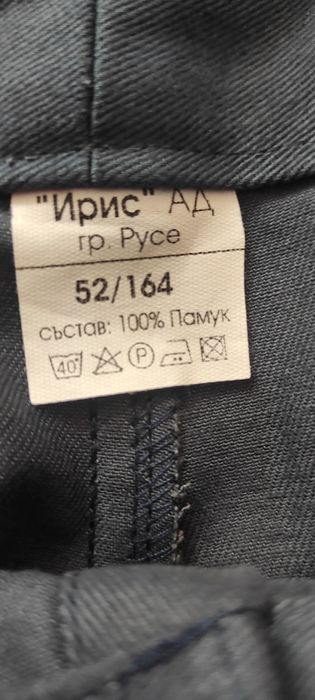 "Ирис" АД
гр. Русе
52/164
състав: 100% Памук
40° P